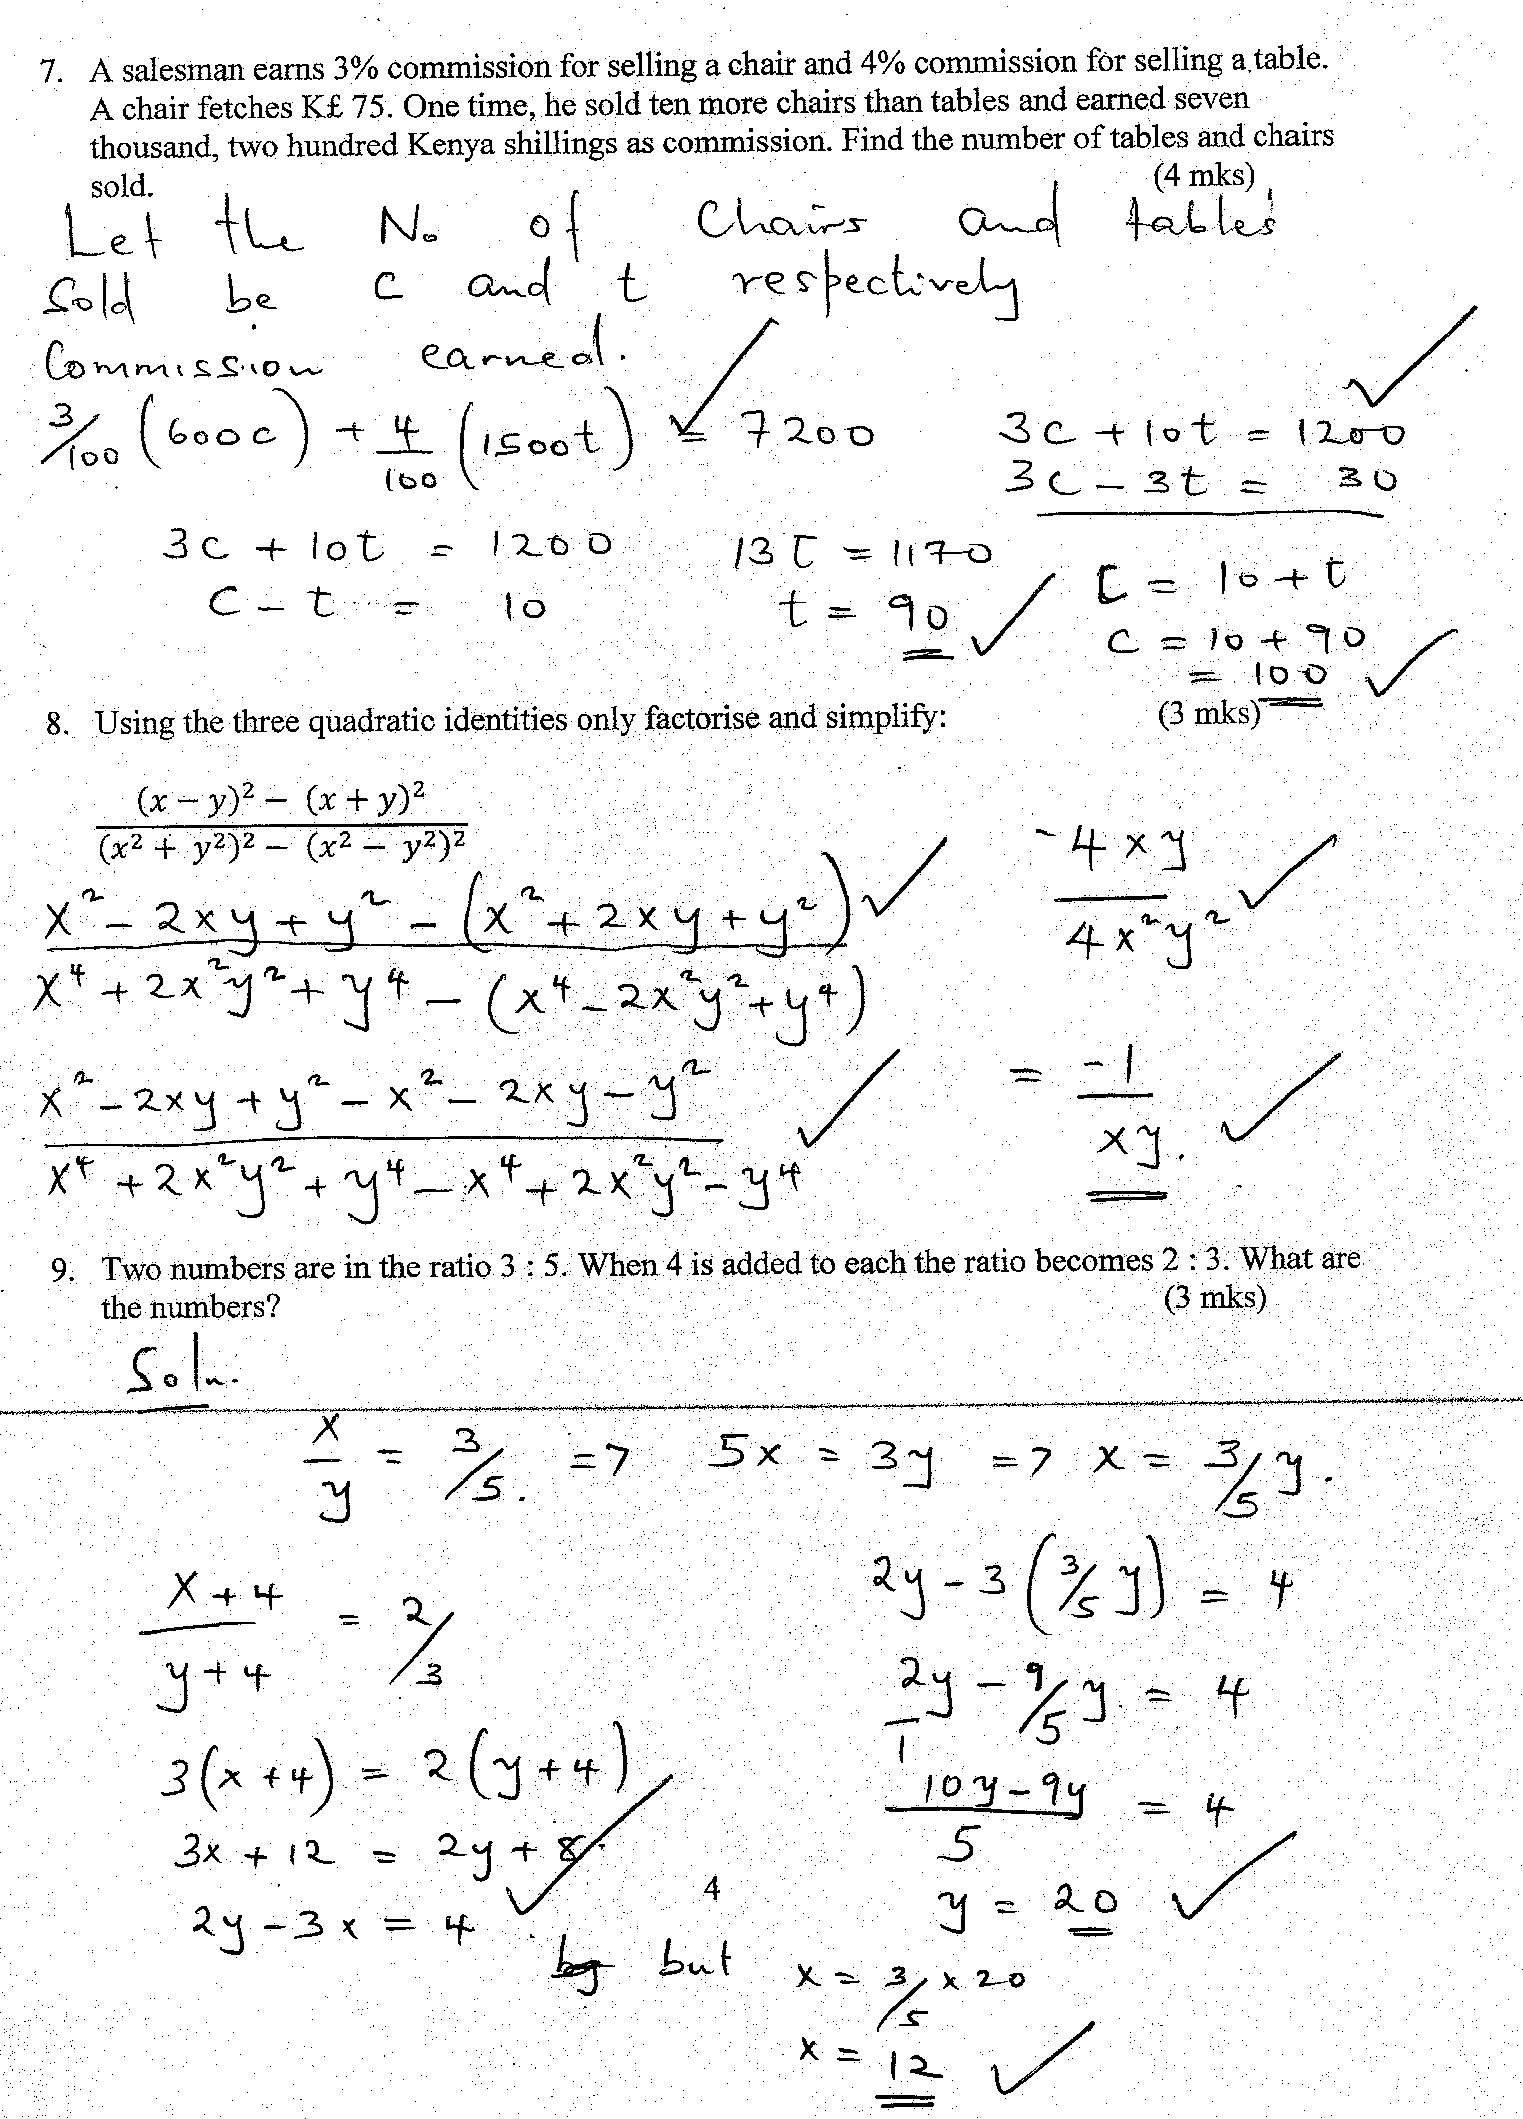 7. A salesman earns 3% commission for selling a chair and 4% commission for selling a table.
A chair fetches K£ 75. One time, he sold ten more chairs than tables and earned seven
thousand, two hundred Kenya shillings as commission. Find the number of tables and chairs
sold. (4 mks)
Let the No of Chairs and tables
Sold be C and t respectively
Commission earned.
3/100 (600c) + 4/100 (1500t) = 7200
3C + 10t = 1200
C - t = 10
3C + 10t = 1200
3C - 3t = 30
13t = 1170
t = 90
C = 10 + t
C = 10 + 90
= 100
8. Using the three quadratic identities only factorise and simplify: (3 mks)
(x − y)² − (x + y)²
(x² + y²)² − (x² − y²)²
x² - 2xy + y² - (x² + 2xy + y²)
x⁴ + 2x²y² + y⁴ - (x⁴ - 2x²y² + y⁴)
x² - 2xy + y² - x² - 2xy - y²
x⁴ + 2x²y² + y⁴ - x⁴ + 2x²y² - y⁴
-4xy
4x²y²
= -1
xy.
9. Two numbers are in the ratio 3 : 5. When 4 is added to each the ratio becomes 2 : 3. What are
the numbers? (3 mks)
Soln.
x/y = 3/5. => 5x = 3y => x = 3/5 y.
x + 4 / y + 4 = 2/3
3(x + 4) = 2(y + 4)
3x + 12 = 2y + 8
2y - 3x = 4
2y - 3(3/5 y) = 4
2y/1 - 9/5 y = 4
10y - 9y / 5 = 4
y = 20
but x = 3/5 x 20
x = 12
4